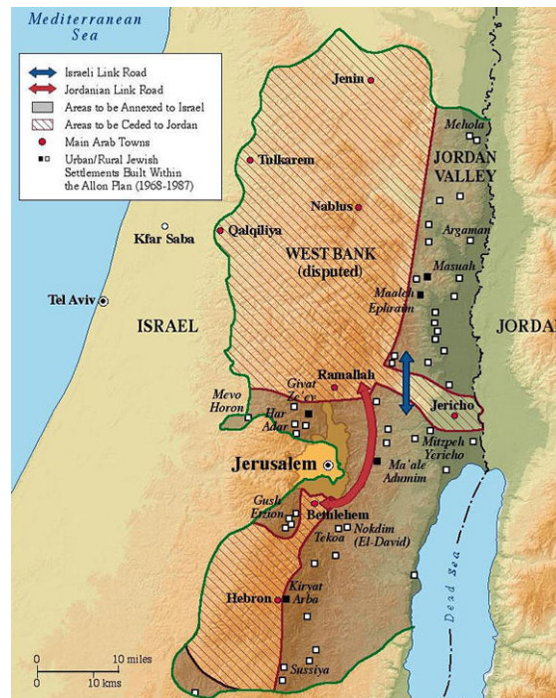 Mediterranean
Sea
Israeli Link Road
Jordanian Link Road
Areas to be Annexed to Israel
Areas to be Ceded to Jordan
Main Arab Towns
Urban/Rural Jewish
Settlements Built Within
the Allon Plan (1968-1987)
Jenin
Mehola
JORDAN
VALLEY
Tulkarem
Nablus
Qalqiliya
Kfar Saba
Argaman
WEST BANK
(disputed)
Masuah
Maaleh
Ephraim
Tel Aviv
ISRAEL
JORDA
Ramallah
Givat
Ze'ev
Mevo
Horon
Har
Adar
Jericho
Mitzpeh
Yericho
Jerusalem
Ma'ale
Adumim
Gush
Etzion
Bethlehem
Tekoa
Nokdim
(El-David)
Kiryat
Arba
Hebron
Dead Sea
Sussiya
0 10 miles
0 10 kms